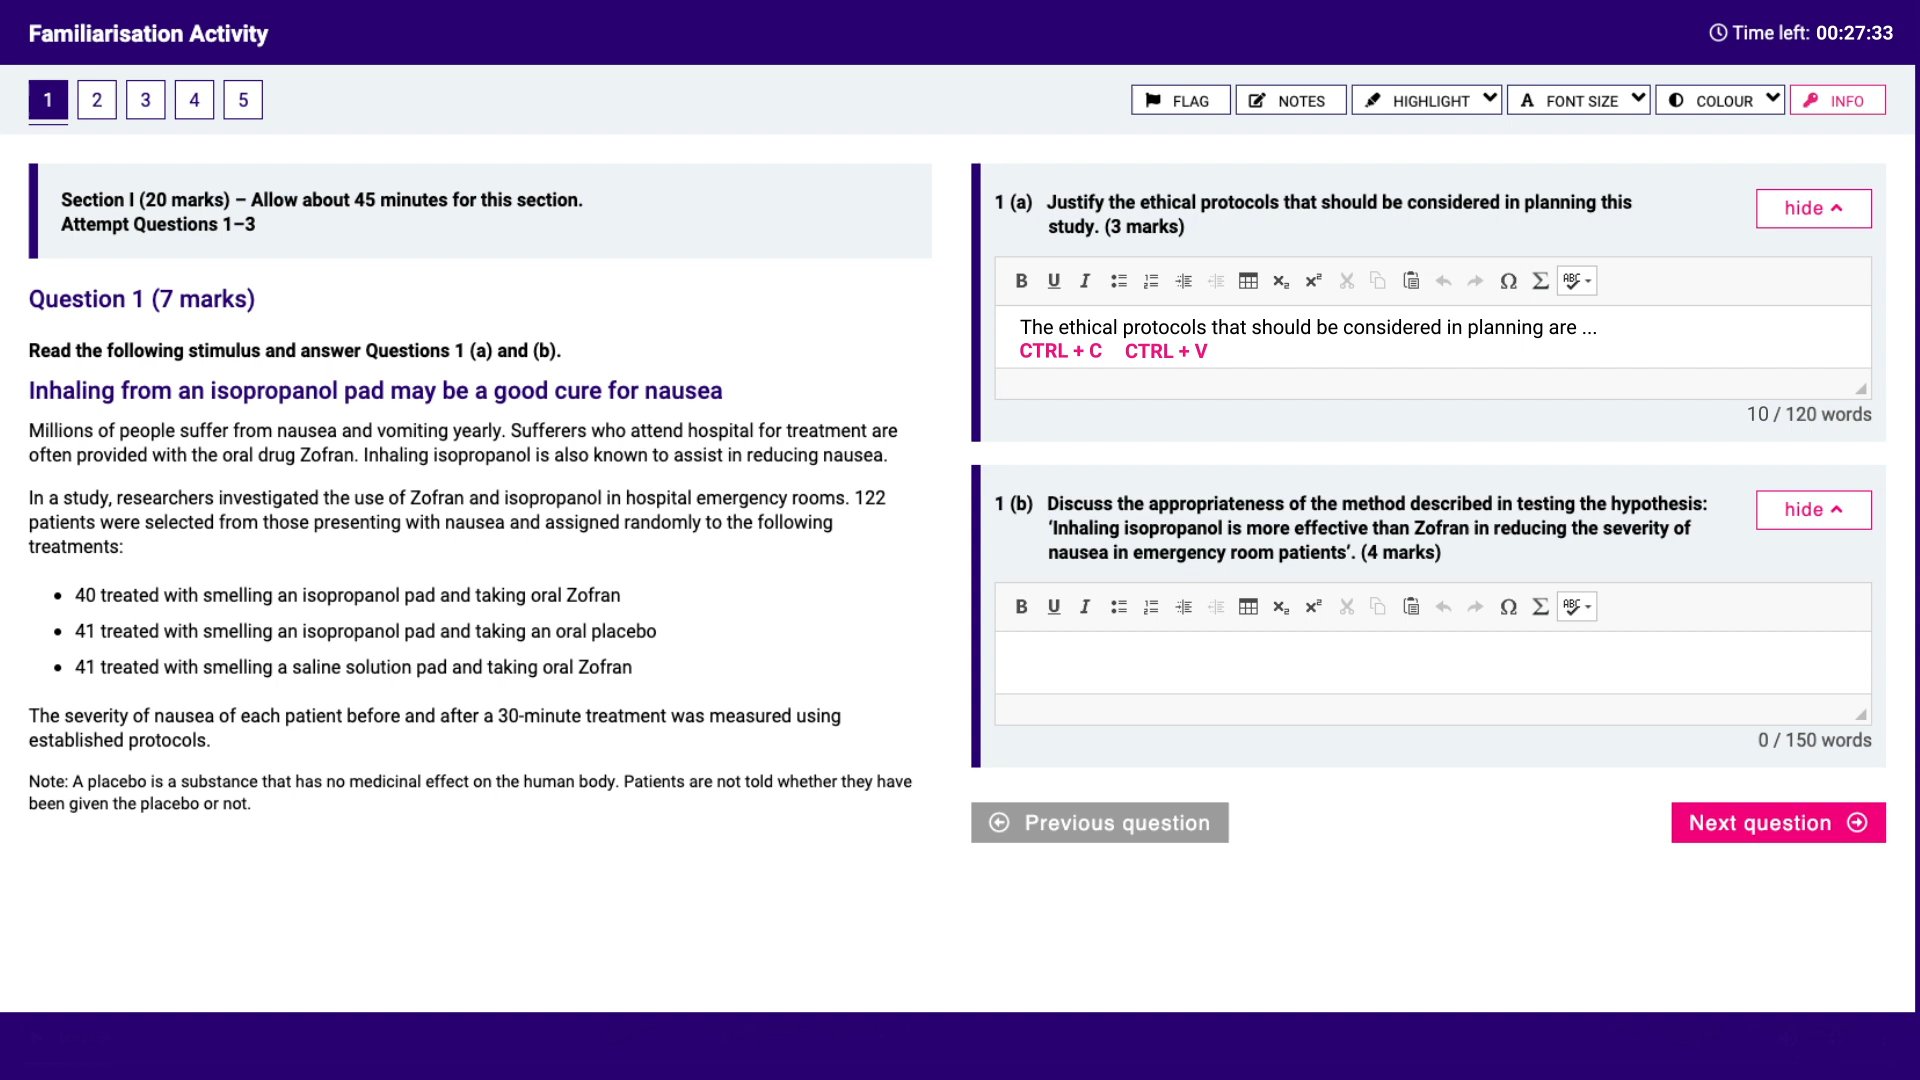 Familiarisation Activity
Time left: 00:27:33
1 2 3 4 5
FLAG NOTES HIGHLIGHT A FONT SIZE COLOUR INFO
Section I (20 marks) – Allow about 45 minutes for this section.
Attempt Questions 1–3
Question 1 (7 marks)
Read the following stimulus and answer Questions 1 (a) and (b).
Inhaling from an isopropanol pad may be a good cure for nausea
Millions of people suffer from nausea and vomiting yearly. Sufferers who attend hospital for treatment are
often provided with the oral drug Zofran. Inhaling isopropanol is also known to assist in reducing nausea.
In a study, researchers investigated the use of Zofran and isopropanol in hospital emergency rooms. 122
patients were selected from those presenting with nausea and assigned randomly to the following
treatments:
• 40 treated with smelling an isopropanol pad and taking oral Zofran
• 41 treated with smelling an isopropanol pad and taking an oral placebo
• 41 treated with smelling a saline solution pad and taking oral Zofran
The severity of nausea of each patient before and after a 30-minute treatment was measured using
established protocols.
Note: A placebo is a substance that has no medicinal effect on the human body. Patients are not told whether they have
been given the placebo or not.
1 (a) Justify the ethical protocols that should be considered in planning this
study. (3 marks)
hide
B U I x₂ x² Ω Σ ABC
The ethical protocols that should be considered in planning are ...
CTRL + C CTRL + V
10 / 120 words
1 (b) Discuss the appropriateness of the method described in testing the hypothesis:
‘Inhaling isopropanol is more effective than Zofran in reducing the severity of
nausea in emergency room patients’. (4 marks)
hide
B U I x₂ x² Ω Σ ABC
0 / 150 words
Previous question
Next question